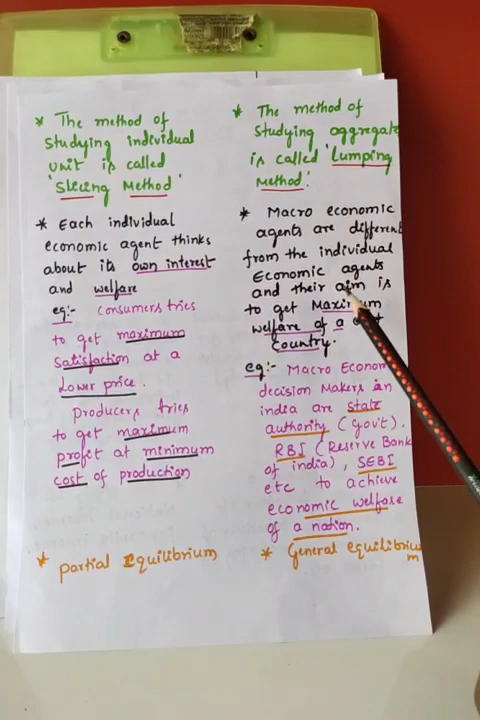 * The method of
studying individual
unit is called
'Slicing Method'
* Each individual
economic agent thinks
about its own interest
and welfare
eg:- Consumers tries
to get maximum
satisfaction at a
Lower price.
Producers tries
to get maximum
profit at minimum
cost of production
* partial Equilibrium
* The method of
studying aggregate
is called 'Lumping
Method'.
* Macro economic
agents are different
from the individual
Economic agents
and their aim is
to get Maximum
welfare of a
Country.
eg:- Macro Econom
decision Makers in
india are state
authority (Gov't).
RBI (Reserve Bank
of india), SEBI
etc to achieve
economic welfare
of a nation.
* General equilibrium
m